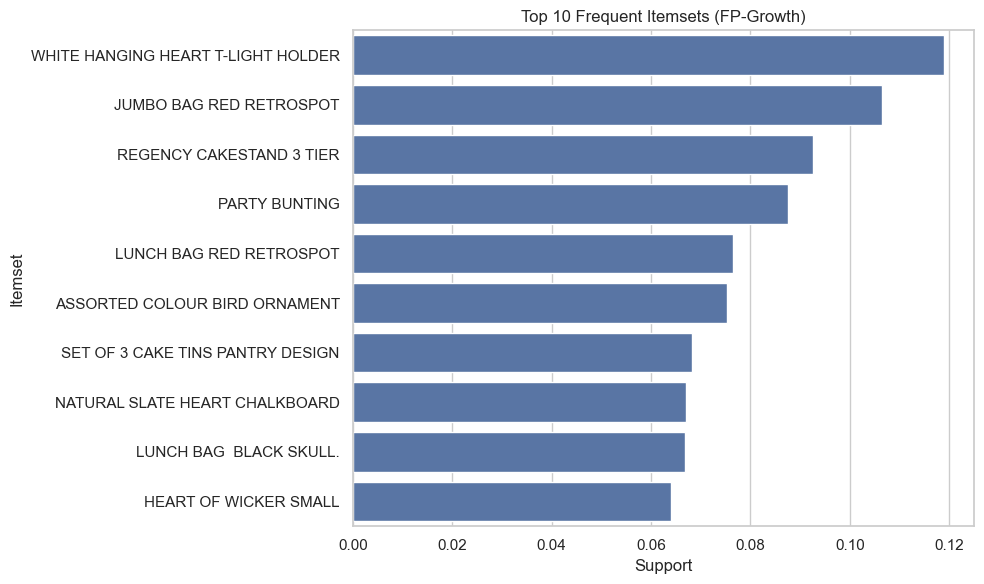 Top 10 Frequent Itemsets (FP-Growth)
Itemset
WHITE HANGING HEART T-LIGHT HOLDER
JUMBO BAG RED RETROSPOT
REGENCY CAKESTAND 3 TIER
PARTY BUNTING
LUNCH BAG RED RETROSPOT
ASSORTED COLOUR BIRD ORNAMENT
SET OF 3 CAKE TINS PANTRY DESIGN
NATURAL SLATE HEART CHALKBOARD
LUNCH BAG  BLACK SKULL.
HEART OF WICKER SMALL
0.00 0.02 0.04 0.06 0.08 0.10 0.12
Support